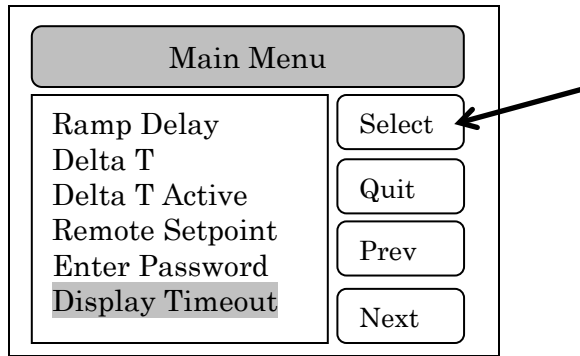 Main Menu
Ramp Delay
Delta T
Delta T Active
Remote Setpoint
Enter Password
Display Timeout
Select
Quit
Prev
Next